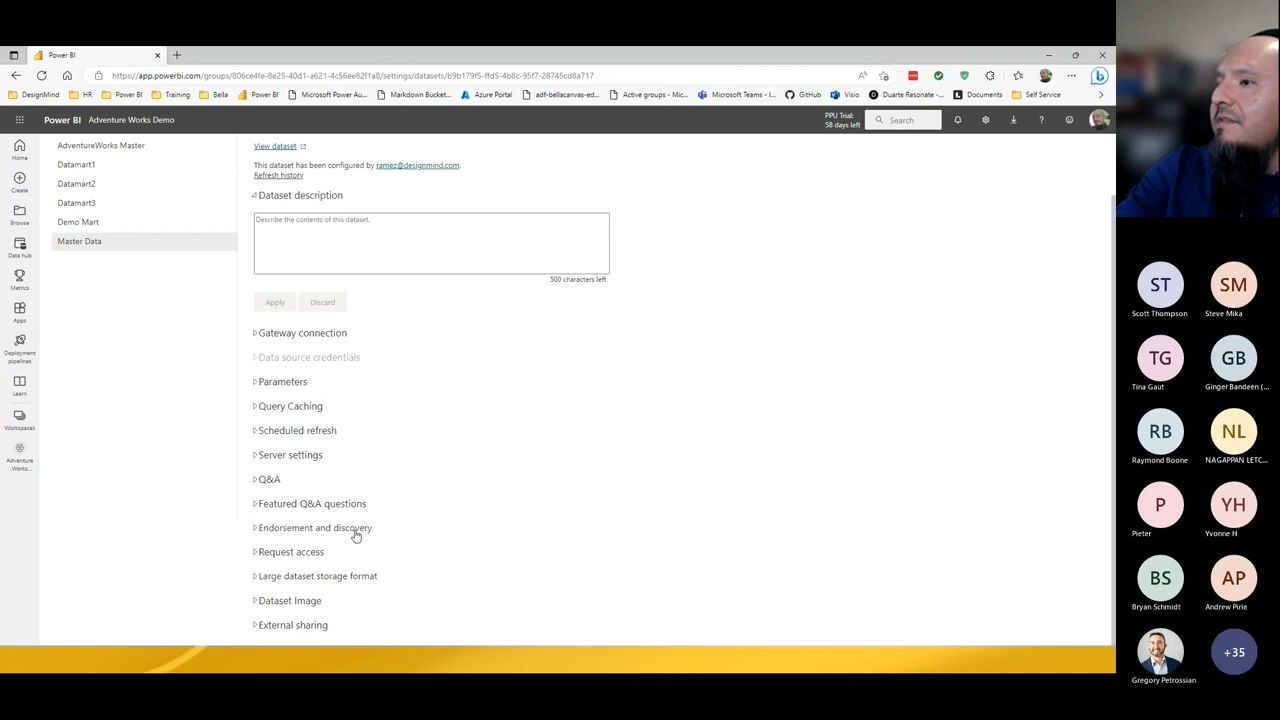 Power BI
https://app.powerbi.com/groups/806ce4fe-8e25-40d1-a621-4c56ee82f1a8/settings/datasets/b9b179f5-ffd5-4b8c-95f7-28745cd8a717
DesignMind
HR
Power BI
Training
Bella
Power BI
Microsoft Power Au...
Markdown Bucket...
Azure Portal
adf-bellacanvas-ed...
Active groups - Mic...
Microsoft Teams - I...
GitHub
Visio
Duarte Resonate -...
Documents
Self Service
Power BI
Adventure Works Demo
PPU Trial:
58 days left
Search
Home
Create
Browse
Data hub
Metrics
Apps
Deployment
pipelines
Learn
Workspaces
Adventure
Works...
AdventureWorks Master
Datamart1
Datamart2
Datamart3
Demo Mart
Master Data
View dataset
This dataset has been configured by ramez@designmind.com.
Refresh history
Dataset description
Describe the contents of this dataset.
500 characters left
Apply
Discard
Gateway connection
Data source credentials
Parameters
Query Caching
Scheduled refresh
Server settings
Q&A
Featured Q&A questions
Endorsement and discovery
Request access
Large dataset storage format
Dataset Image
External sharing
ST
Scott Thompson
SM
Steve Mika
TG
Tina Gaut
GB
Ginger Bandeen (...
RB
Raymond Boone
NL
NAGAPPAN LETC...
P
Pieter
YH
Yvonne H
BS
Bryan Schmidt
AP
Andrew Pirie
Gregory Petrossian
+35